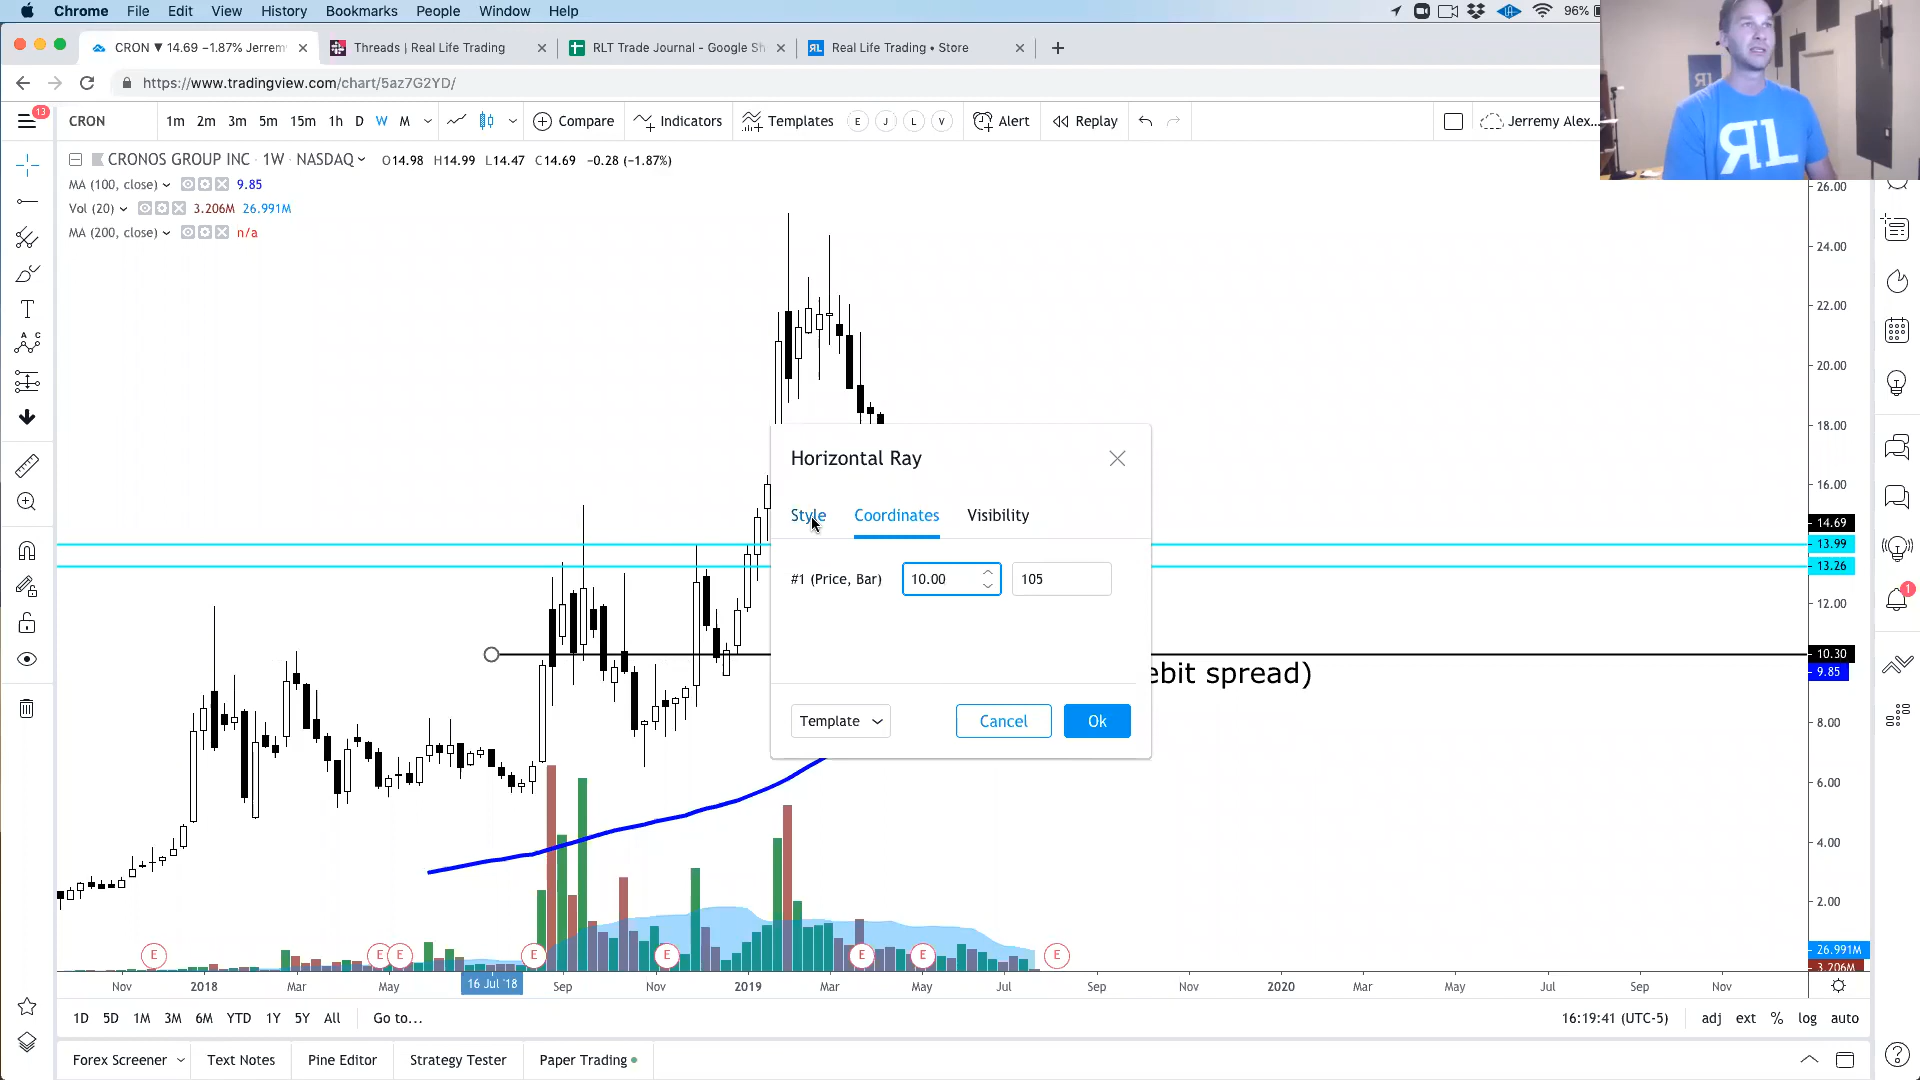 Chrome File Edit View History Bookmarks People Window Help 96%
CRON ▼ 14.69 −1.87% Jerrem
Threads | Real Life Trading
RLT Trade Journal - Google Sh
RL Real Life Trading • Store
https://www.tradingview.com/chart/5az7G2YD/
13
CRON 1m 2m 3m 5m 15m 1h D W M Compare Indicators Templates E J L V Alert Replay Jerremy Alex...
CRONOS GROUP INC · 1W · NASDAQ O14.98 H14.99 L14.47 C14.69 −0.28 (−1.87%)
MA (100, close) 9.85
Vol (20) 3.206M 26.991M
MA (200, close) n/a
RL
26.00
24.00
22.00
20.00
18.00
16.00
14.69
13.99
13.26
12.00
10.30
9.85
8.00
6.00
4.00
2.00
26.991M
3.206M
Horizontal Ray
Style Coordinates Visibility
#1 (Price, Bar) 10.00 105
ebit spread)
Template Cancel Ok
1
E E E E E E E E
Nov 2018 Mar May 16 Jul '18 Sep Nov 2019 Mar May Jul Sep Nov 2020 Mar May Jul Sep Nov
1D 5D 1M 3M 6M YTD 1Y 5Y All Go to... 16:19:41 (UTC-5) adj ext % log auto
Forex Screener Text Notes Pine Editor Strategy Tester Paper Trading